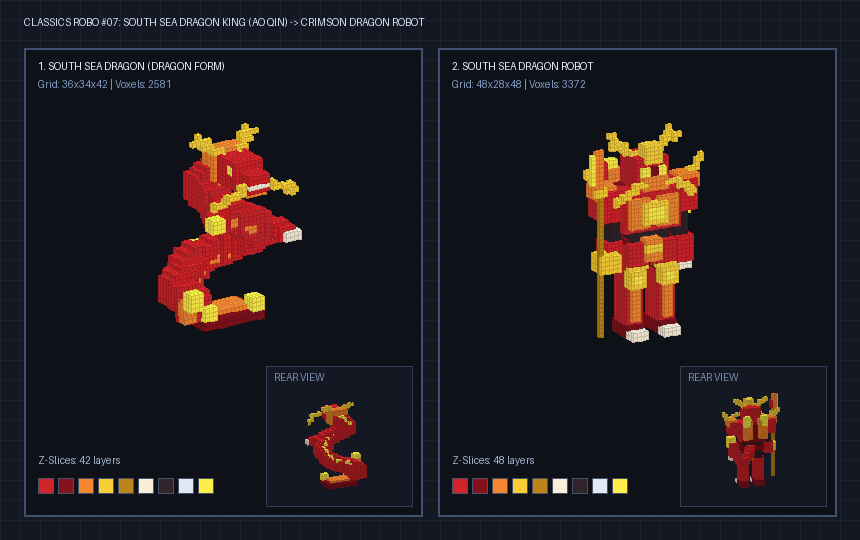 CLASSICS ROBO #07: SOUTH SEA DRAGON KING (AO QIN) -> CRIMSON DRAGON ROBOT
1. SOUTH SEA DRAGON (DRAGON FORM)
Grid: 36x34x42 | Voxels: 2581
REAR VIEW
Z-Slices: 42 layers
2. SOUTH SEA DRAGON ROBOT
Grid: 48x28x48 | Voxels: 3372
REAR VIEW
Z-Slices: 48 layers